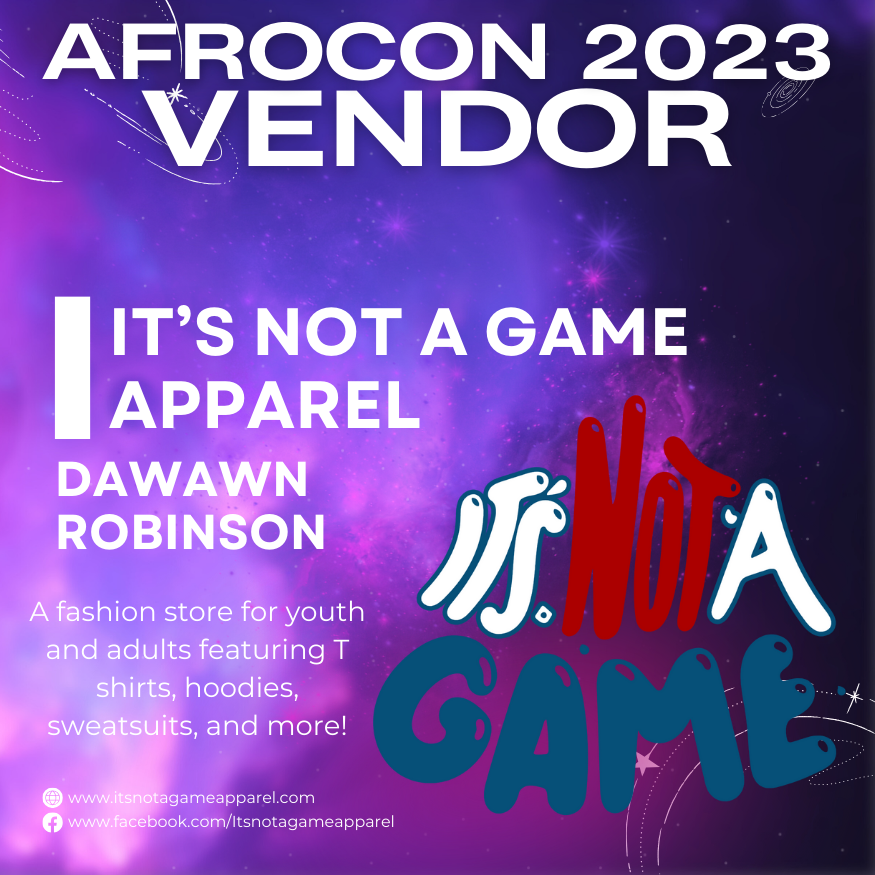 AFROCON 2023
VENDOR
IT’S NOT A GAME
APPAREL
DAWAWN
ROBINSON
A fashion store for youth
and adults featuring T
shirts, hoodies,
sweatsuits, and more!
www.itsnotagameapparel.com
www.facebook.com/Itsnotagameapparel
IT'S NOT A
GAME